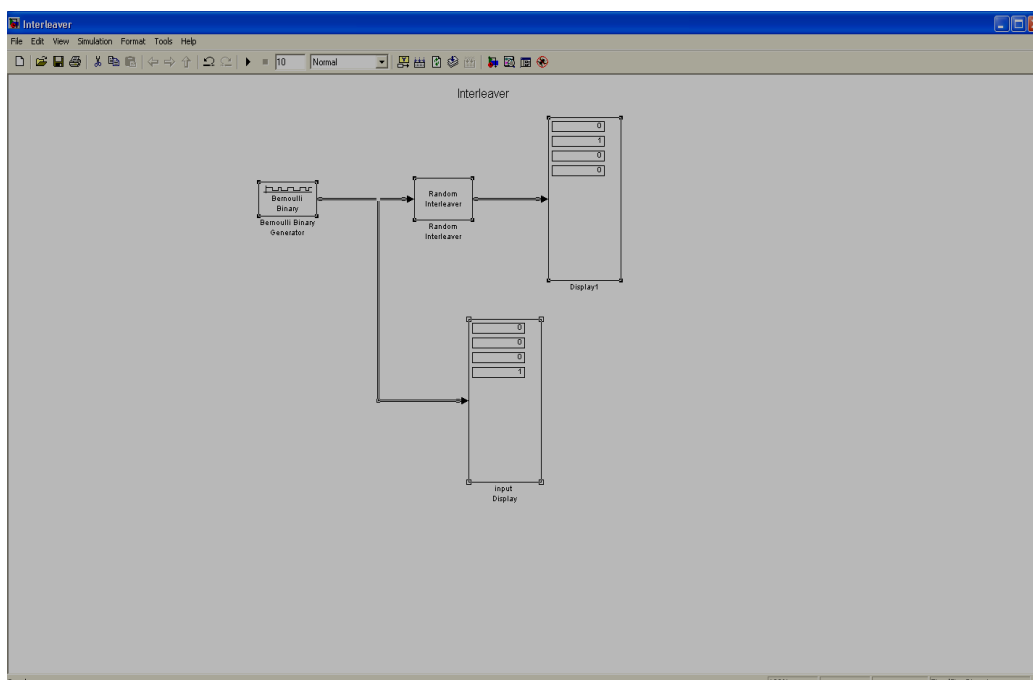 Interleaver
File Edit View Simulation Format Tools Help
10 Normal
Interleaver
0
1
0
0
Bernoulli
Binary
Bernoulli Binary
Generator
Random
Interleaver
Random
Interleaver
Display1
0
0
0
1
input
Display